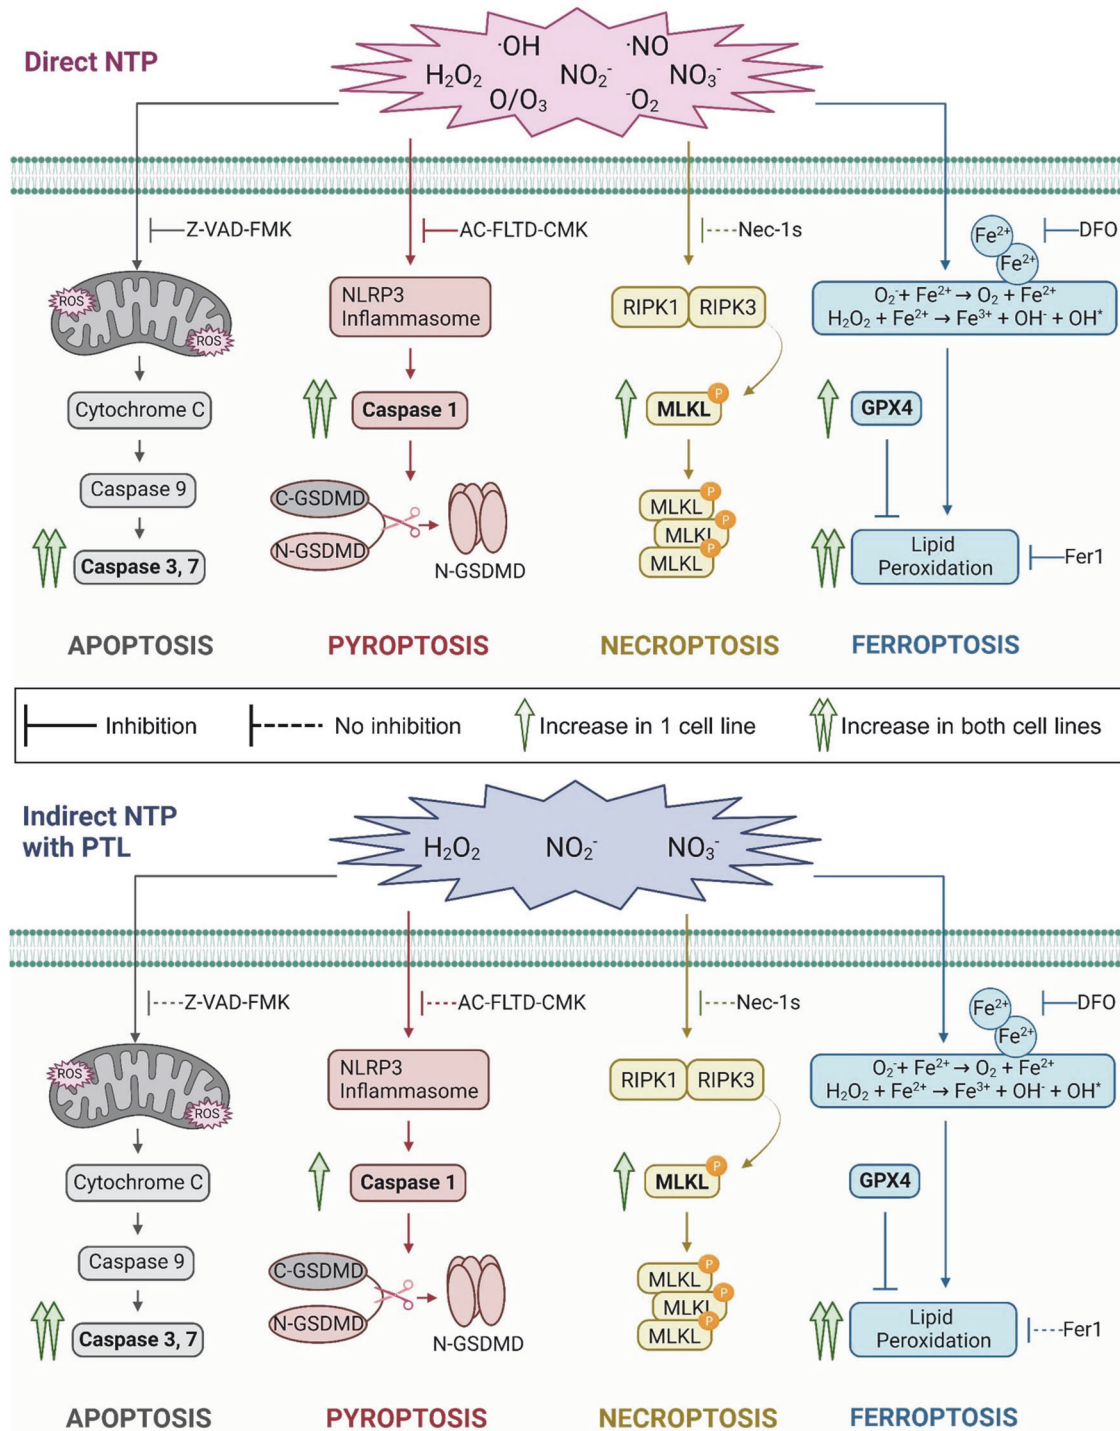 Direct NTP
·OH
·NO
H₂O₂
NO₂⁻
NO₃⁻
O/O₃
⁻O₂
Z-VAD-FMK
AC-FLTD-CMK
Nec-1s
Fe²⁺
DFO
Fe²⁺
ROS
ROS
NLRP3
Inflammasome
RIPK1
RIPK3
O₂⁻+ Fe²⁺ → O₂ + Fe²⁺
H₂O₂ + Fe²⁺ → Fe³⁺ + OH⁻ + OH*
Cytochrome C
Caspase 1
P
MLKL
GPX4
Caspase 9
C-GSDMD
N-GSDMD
N-GSDMD
P
MLKL
P
MLKL
P
MLKL
Caspase 3, 7
Lipid
Peroxidation
Fer1
APOPTOSIS
PYROPTOSIS
NECROPTOSIS
FERROPTOSIS
Inhibition
No inhibition
Increase in 1 cell line
Increase in both cell lines
Indirect NTP
with PTL
H₂O₂
NO₂⁻
NO₃⁻
Z-VAD-FMK
AC-FLTD-CMK
Nec-1s
Fe²⁺
DFO
Fe²⁺
ROS
ROS
NLRP3
Inflammasome
RIPK1
RIPK3
O₂⁻+ Fe²⁺ → O₂ + Fe²⁺
H₂O₂ + Fe²⁺ → Fe³⁺ + OH⁻ + OH*
Cytochrome C
Caspase 1
P
MLKL
GPX4
Caspase 9
C-GSDMD
N-GSDMD
N-GSDMD
P
MLKL
P
MLKL
P
MLKL
Caspase 3, 7
Lipid
Peroxidation
Fer1
APOPTOSIS
PYROPTOSIS
NECROPTOSIS
FERROPTOSIS